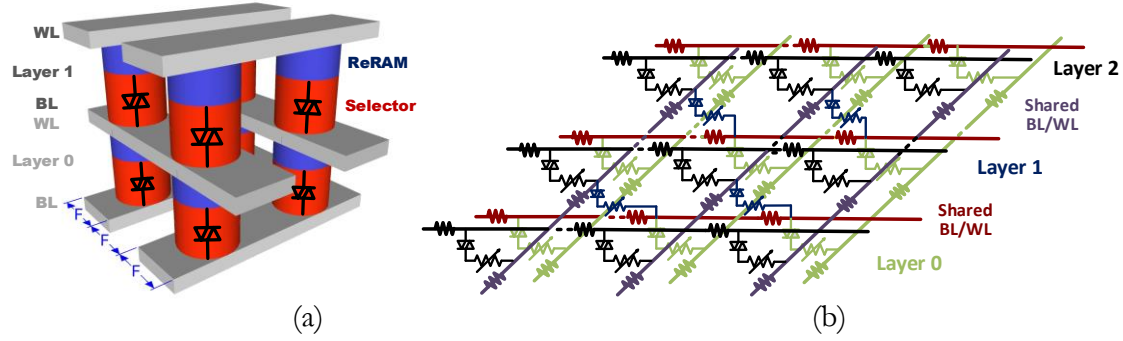 WL
Layer 1
BL
WL
Layer 0
BL
F
F
F
ReRAM
Selector
(a)
Layer 2
Shared
BL/WL
Layer 1
Shared
BL/WL
Layer 0
(b)